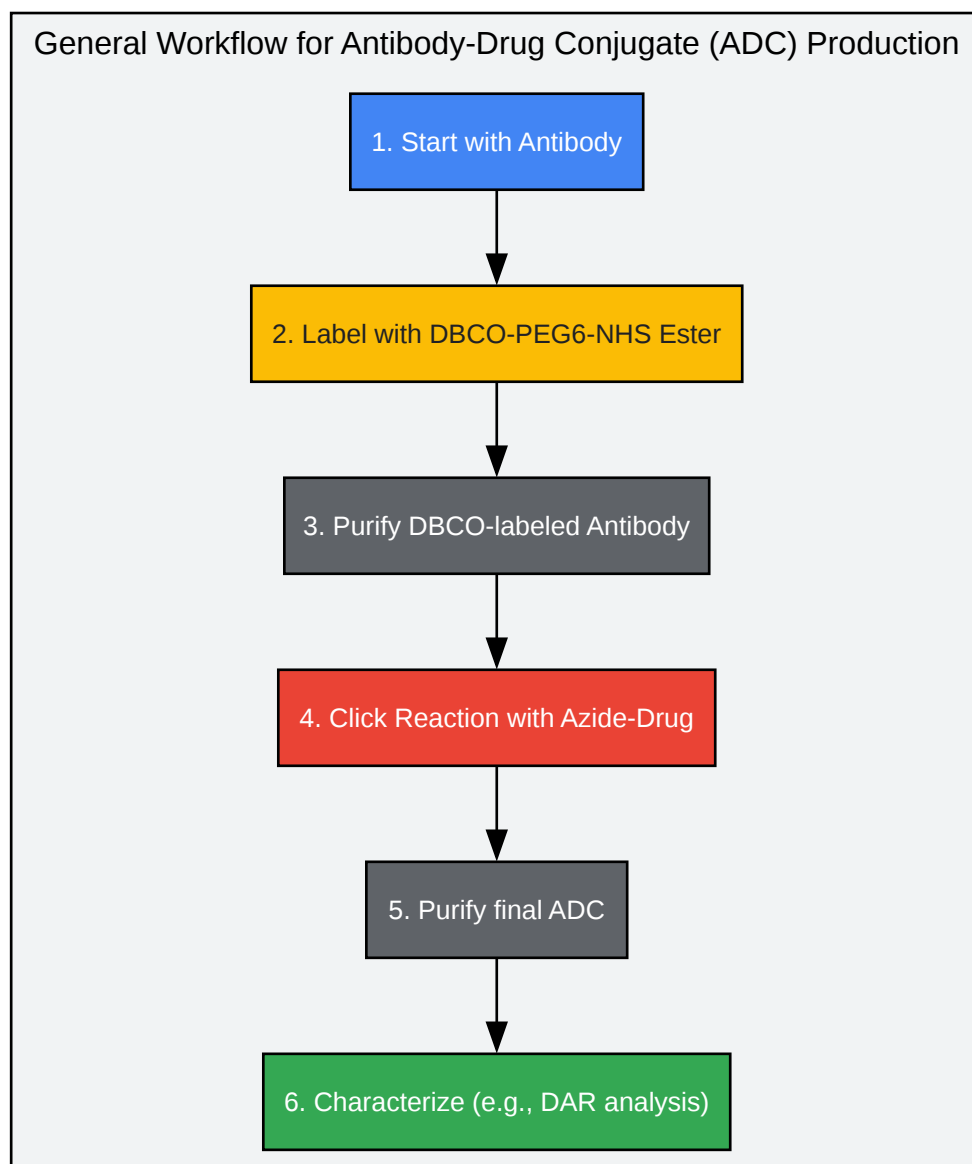 General Workflow for Antibody-Drug Conjugate (ADC) Production
1. Start with Antibody
2. Label with DBCO-PEG6-NHS Ester
3. Purify DBCO-labeled Antibody
4. Click Reaction with Azide-Drug
5. Purify final ADC
6. Characterize (e.g., DAR analysis)